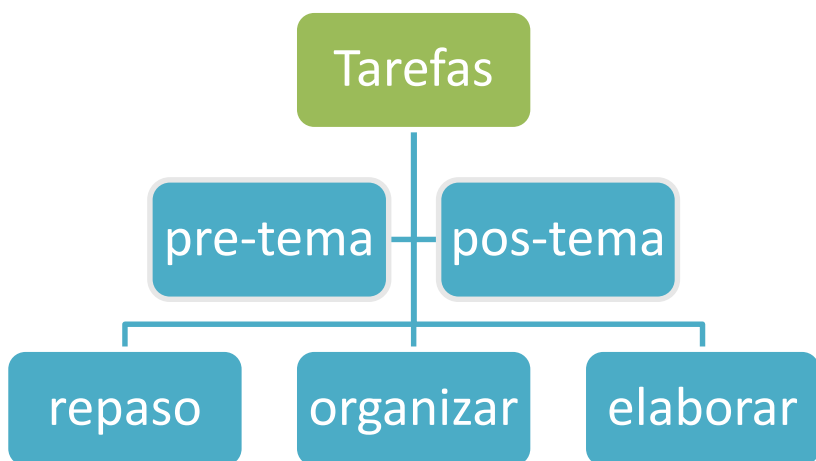 Tarefas
pre-tema
pos-tema
repaso
organizar
elaborar